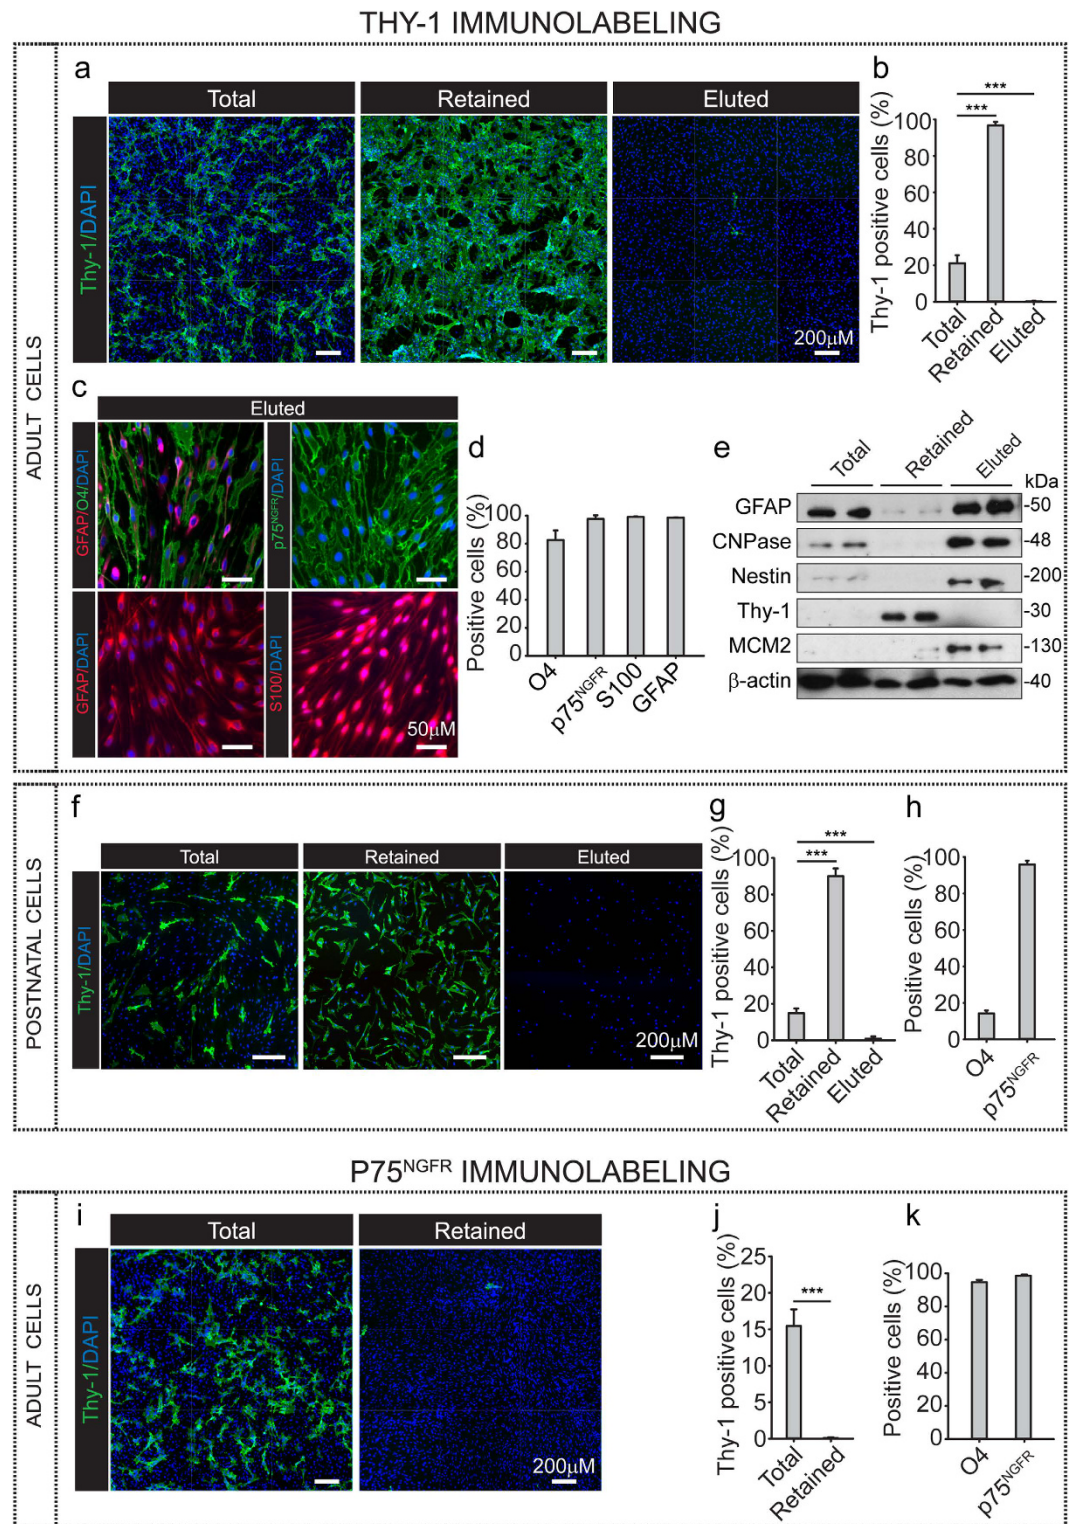 THY-1 IMMUNOLABELING
ADULT CELLS
a
Total
Retained
Eluted
Thy-1/DAPI
200µM
b
Thy-1 positive cells (%)
***
***
100
80
60
40
20
0
Total
Retained
Eluted
c
Eluted
GFAP/O4/DAPI
p75NGFR/DAPI
GFAP/DAPI
S100/DAPI
50µM
d
Positive cells (%)
100
80
60
40
20
0
O4
p75NGFR
S100
GFAP
e
Total
Retained
Eluted
kDa
GFAP
-50
CNPase
-48
Nestin
-200
Thy-1
-30
MCM2
-130
β-actin
-40
POSTNATAL CELLS
f
Total
Retained
Eluted
Thy-1/DAPI
200µM
g
Thy-1 positive cells (%)
***
***
100
80
60
40
20
0
Total
Retained
Eluted
h
Positive cells (%)
100
80
60
40
20
0
O4
p75NGFR
P75NGFR IMMUNOLABELING
ADULT CELLS
i
Total
Retained
Thy-1/DAPI
200µM
j
Thy-1 positive cells (%)
***
25
20
15
10
5
0
Total
Retained
k
Positive cells (%)
100
80
60
40
20
0
O4
p75NGFR